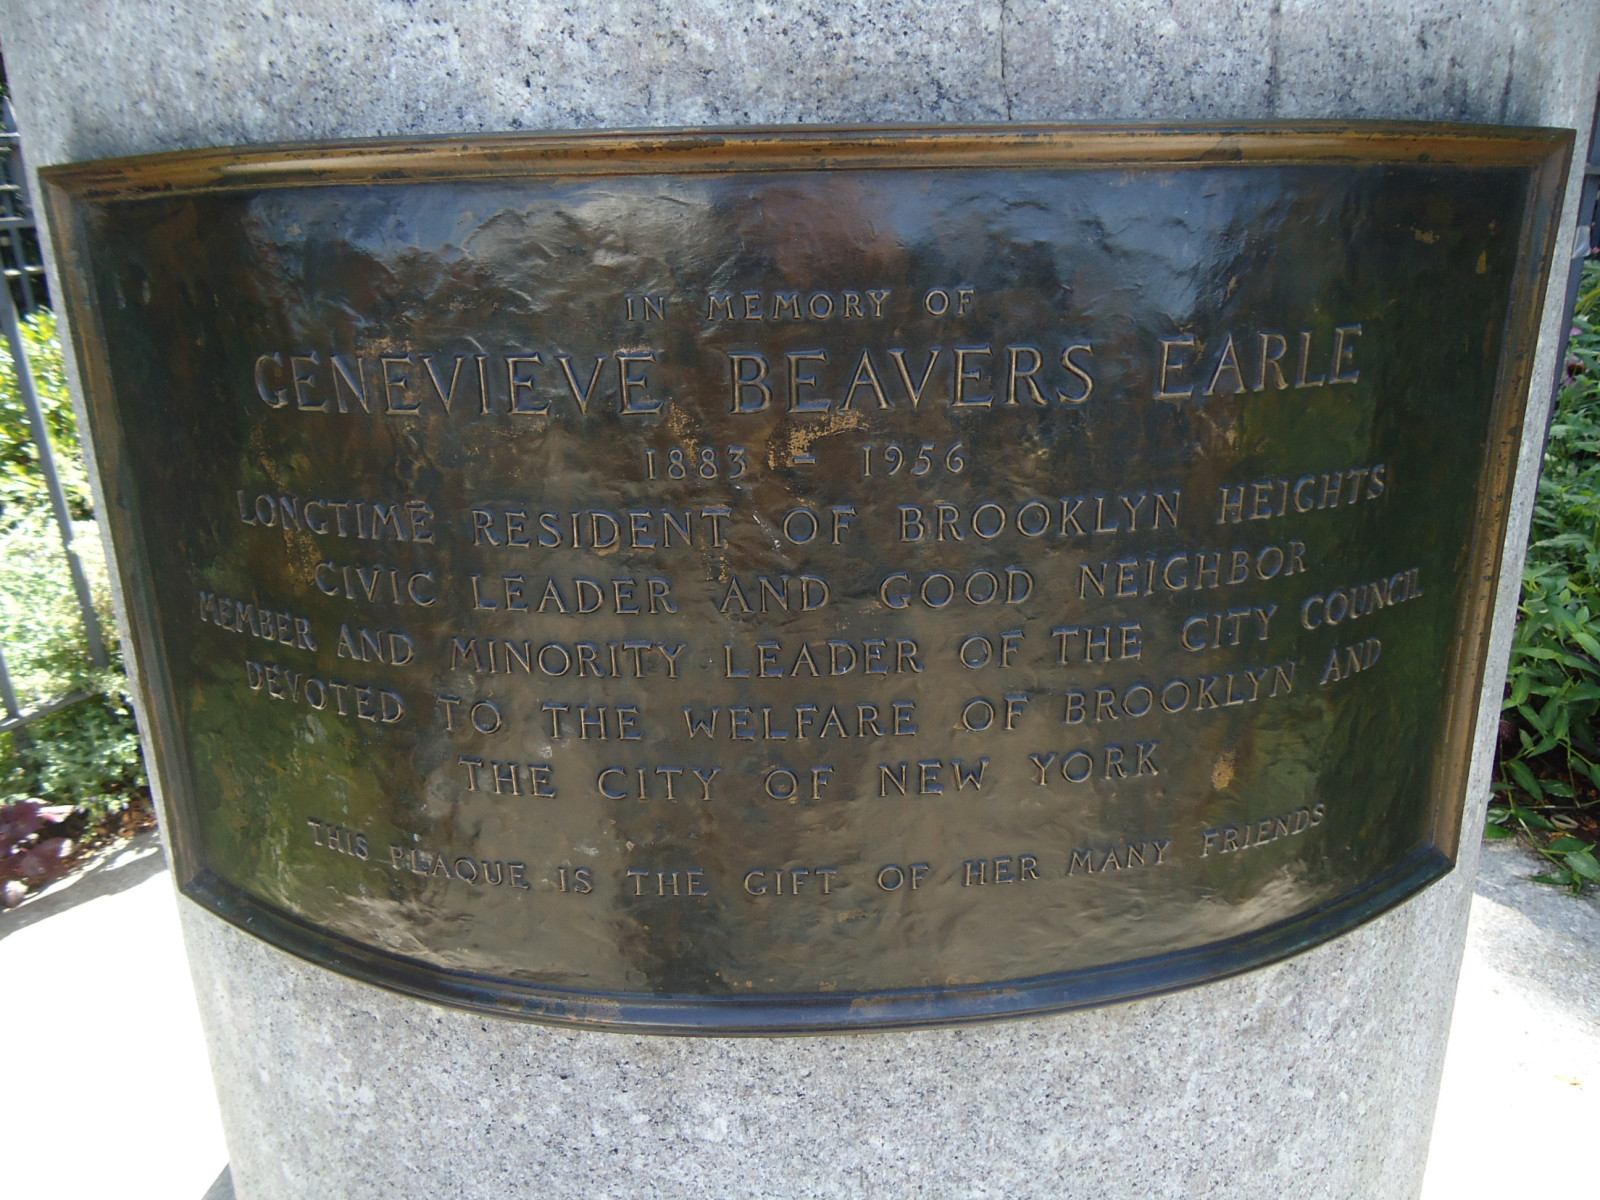 IN MEMORY OF
GENEVIEVE BEAVERS EARLE
1883 - 1956
LONGTIME RESIDENT OF BROOKLYN HEIGHTS
CIVIC LEADER AND GOOD NEIGHBOR
MEMBER AND MINORITY LEADER OF THE CITY COUNCIL
DEVOTED TO THE WELFARE OF BROOKLYN AND
THE CITY OF NEW YORK
THIS PLAQUE IS THE GIFT OF HER MANY FRIENDS